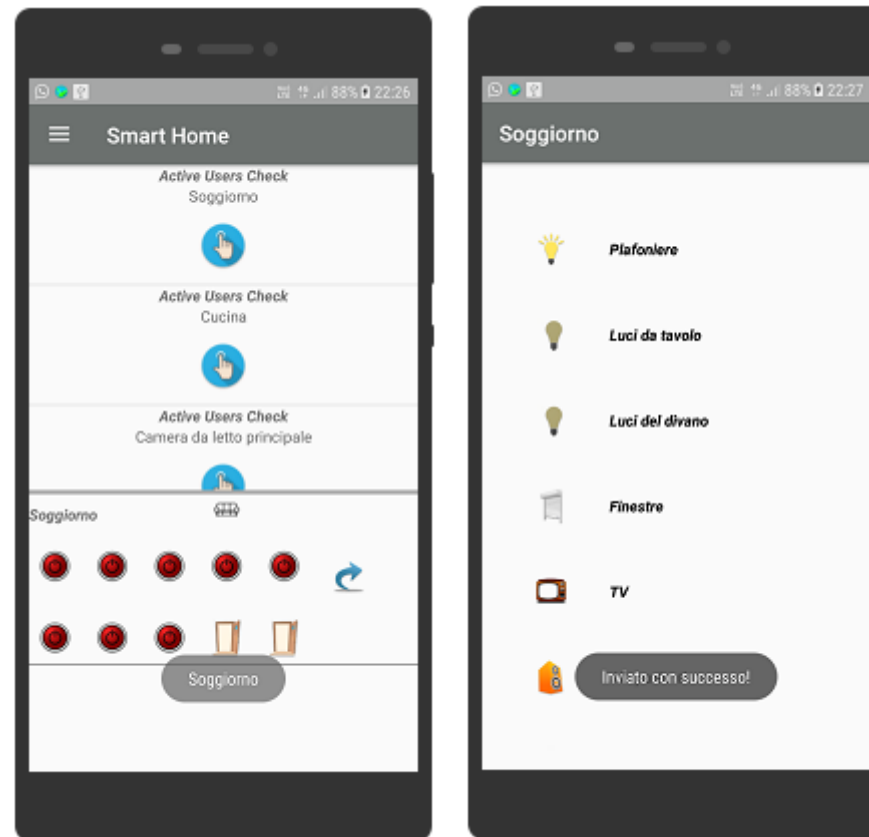 88% 22:26
Smart Home
Active Users Check
Soggiorno
Active Users Check
Cucina
Active Users Check
Camera da letto principale
Soggiorno
Soggiorno
88% 22:27
Soggiorno
Plafoniere
Luci da tavolo
Luci del divano
Finestre
TV
Inviato con successo!